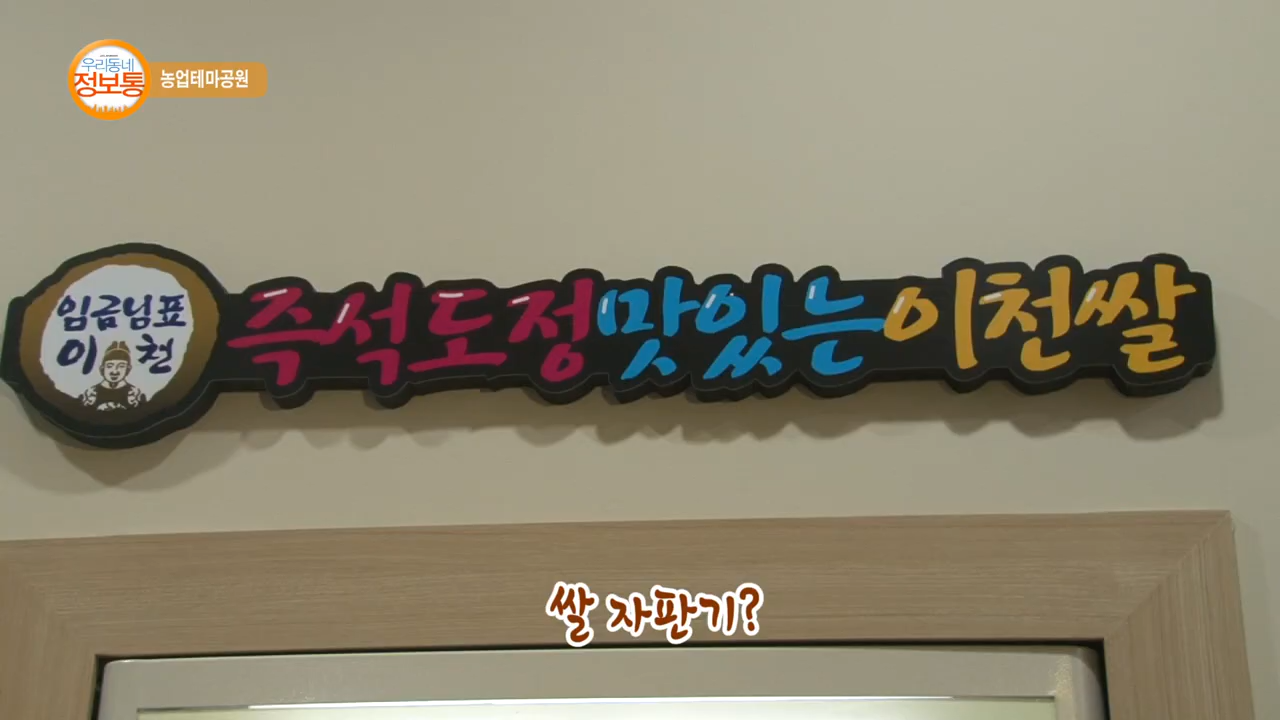 우리동네
정보통
농업테마공원
임금님표
이천
즉석도정맛있는이천쌀
쌀 자판기?